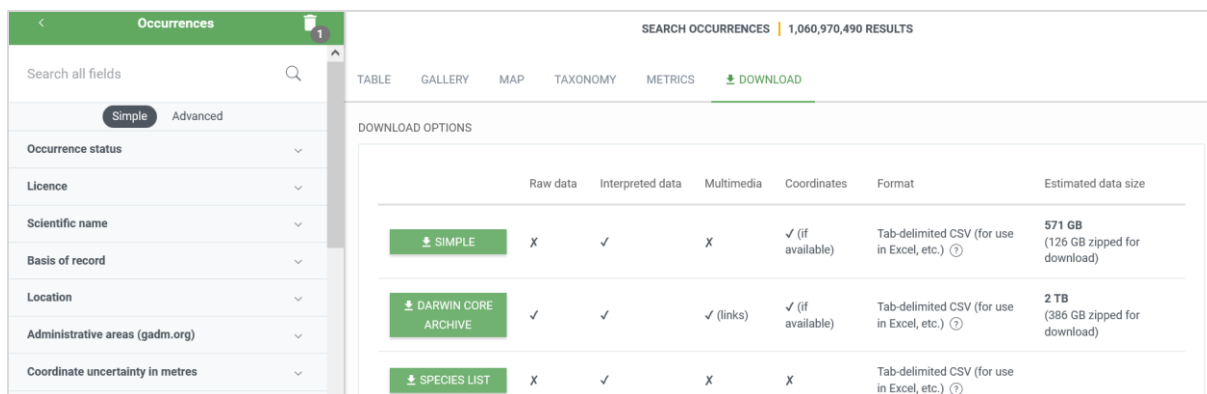 Occurrences
1
Search all fields
Simple Advanced
Occurrence status
Licence
Scientific name
Basis of record
Location
Administrative areas (gadm.org)
Coordinate uncertainty in metres
SEARCH OCCURRENCES | 1,060,970,490 RESULTS
TABLE GALLERY MAP TAXONOMY METRICS DOWNLOAD
DOWNLOAD OPTIONS
Raw data Interpreted data Multimedia Coordinates Format Estimated data size
SIMPLE ✗ ✓ ✗ ✓ (if available) Tab-delimited CSV (for use in Excel, etc.) ? 571 GB (126 GB zipped for download)
DARWIN CORE ARCHIVE ✓ ✓ ✓ (links) ✓ (if available) Tab-delimited CSV (for use in Excel, etc.) ? 2 TB (386 GB zipped for download)
SPECIES LIST ✗ ✓ ✗ ✗ Tab-delimited CSV (for use in Excel, etc.) ?